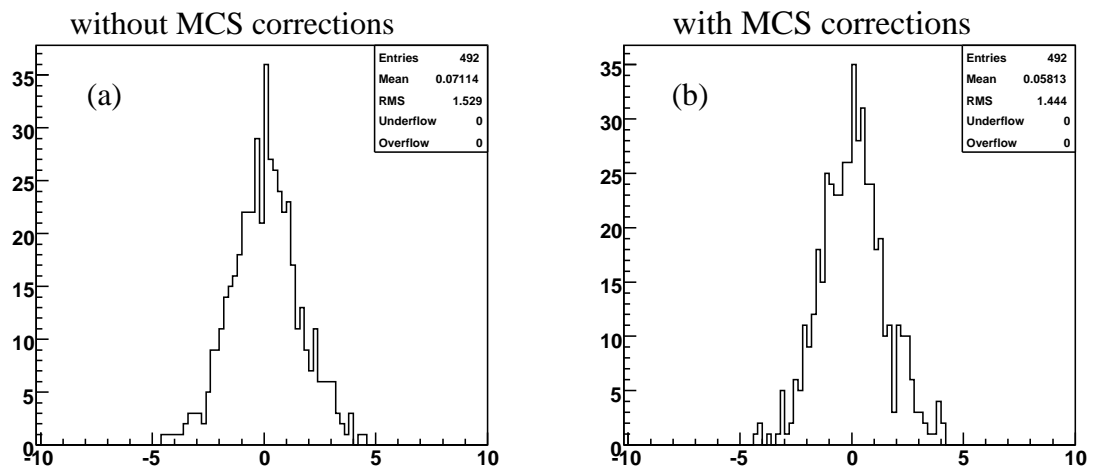 without MCS corrections
(a)
Entries 492
Mean 0.07114
RMS 1.529
Underflow 0
Overflow 0
35
30
25
20
15
10
5
0
-10 -5 0 5 10
with MCS corrections
(b)
Entries 492
Mean 0.05813
RMS 1.444
Underflow 0
Overflow 0
35
30
25
20
15
10
5
0
-10 -5 0 5 10